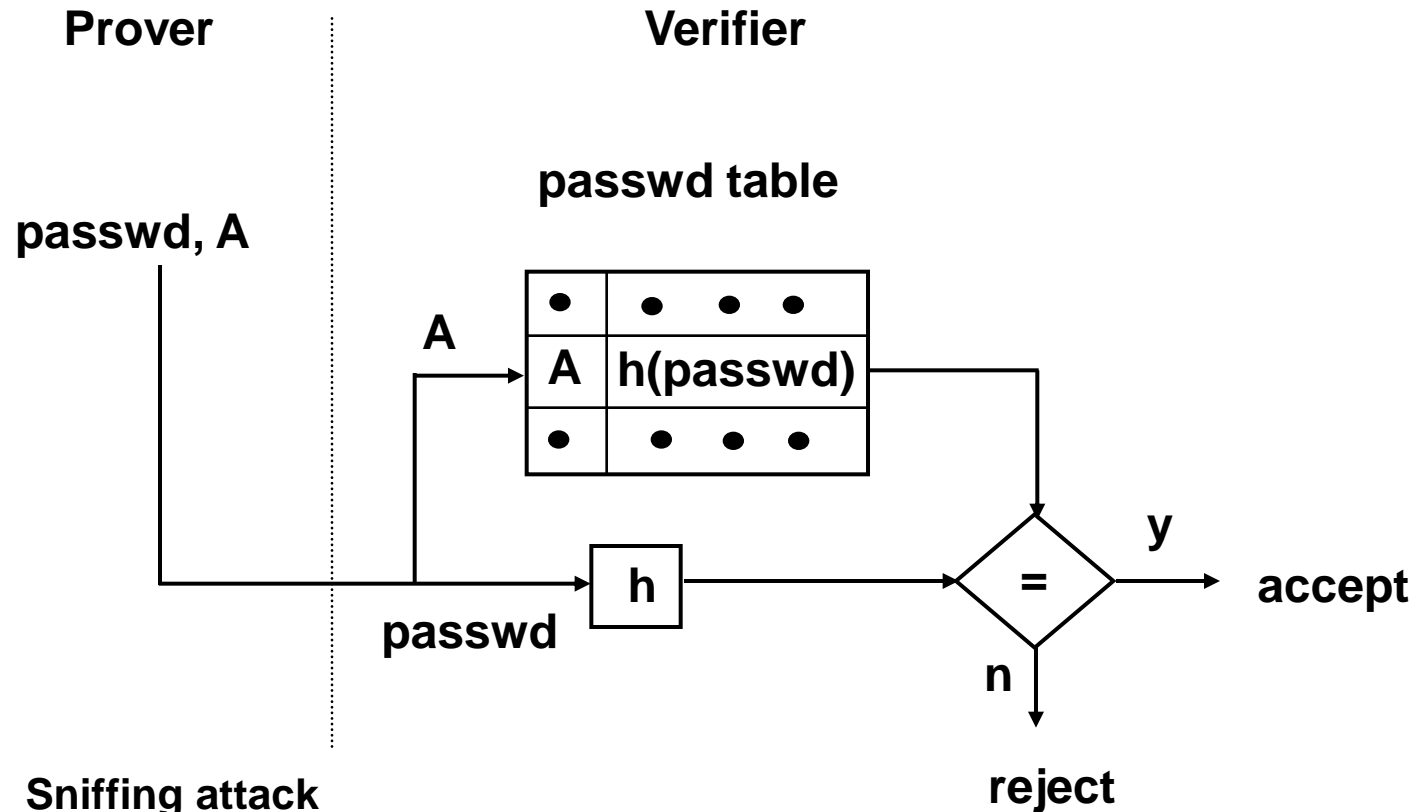 Prover
Verifier
passwd table
passwd, A
A
A h(passwd)
h
=
y
accept
passwd
n
reject
Sniffing attack